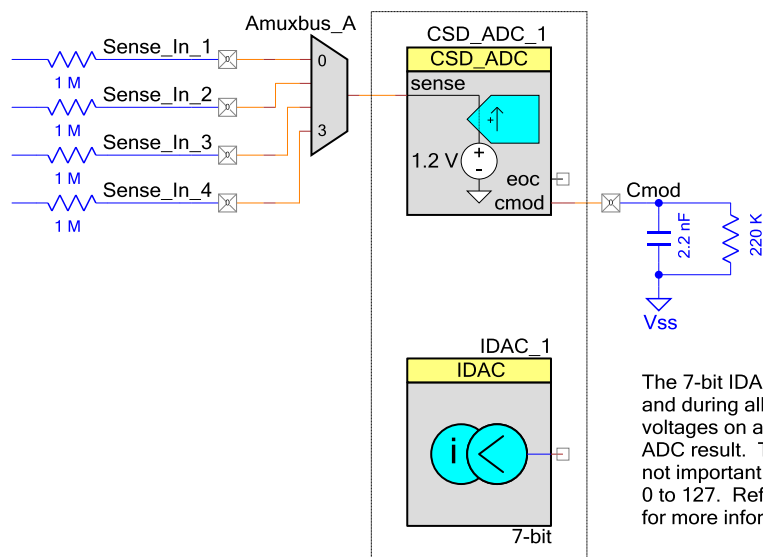 Amuxbus_A
Sense_In_1
1 M
Sense_In_2
1 M
Sense_In_3
1 M
Sense_In_4
1 M
0
3
CSD_ADC_1
CSD_ADC
sense
+
1.2 V
+
-
eoc
cmod
Cmod
2.2 nF
220 K
Vss
IDAC_1
IDAC
i
7-bit
The 7-bit IDA
and during all
voltages on a
ADC result. T
not important
0 to 127. Ref
for more infor